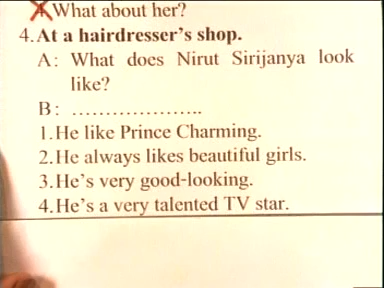 4. What about her?
4. At a hairdresser's shop.
A: What does Nirut Sirijanya look
like?
B: ....................
1. He like Prince Charming.
2. He always likes beautiful girls.
3. He's very good-looking.
4. He's a very talented TV star.